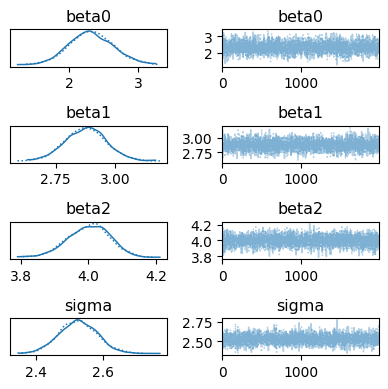 beta0 beta0
3
2
2 3 0 1000
beta1 beta1
3.00
2.75
2.75 3.00 0 1000
beta2 beta2
4.2
4.0
3.8
3.8 4.0 4.2 0 1000
sigma sigma
2.75
2.50
2.4 2.6 0 1000